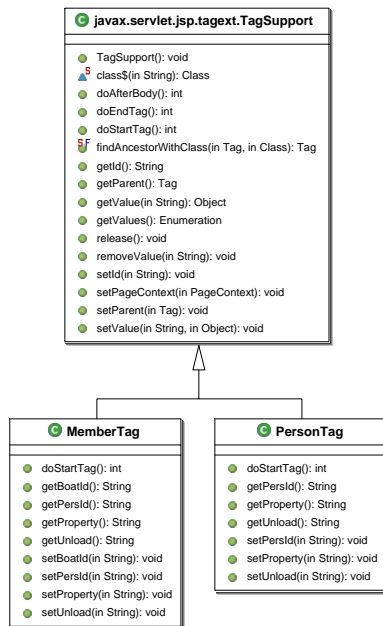 C javax.servlet.jsp.tagext.TagSupport
TagSupport(): void
S class$(in String): Class
doAfterBody(): int
doEndTag(): int
doStartTag(): int
S F findAncestorWithClass(in Tag, in Class): Tag
getId(): String
getParent(): Tag
getValue(in String): Object
getValues(): Enumeration
release(): void
removeValue(in String): void
setId(in String): void
setPageContext(in PageContext): void
setParent(in Tag): void
setValue(in String, in Object): void
C MemberTag
doStartTag(): int
getBoatId(): String
getPersId(): String
getProperty(): String
getUnload(): String
setBoatId(in String): void
setPersId(in String): void
setProperty(in String): void
setUnload(in String): void
C PersonTag
doStartTag(): int
getPersId(): String
getProperty(): String
getUnload(): String
setPersId(in String): void
setProperty(in String): void
setUnload(in String): void